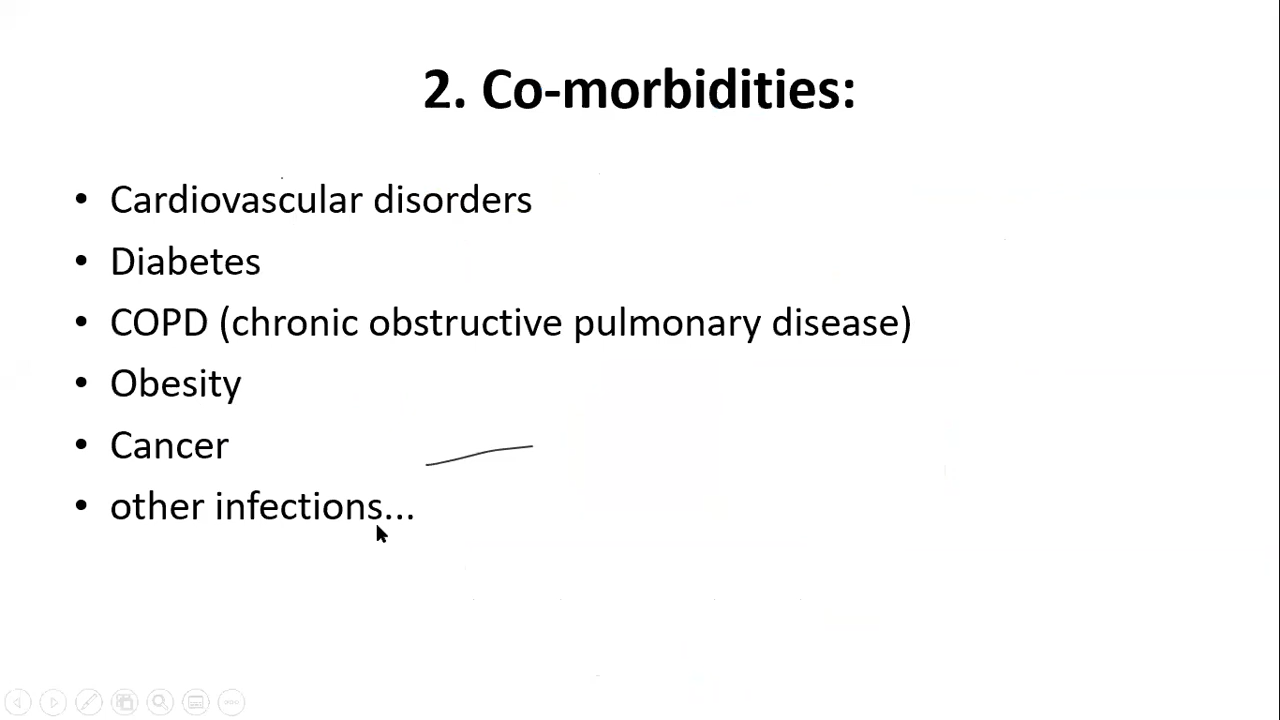 2. Co-morbidities:
• Cardiovascular disorders
• Diabetes
• COPD (chronic obstructive pulmonary disease)
• Obesity
• Cancer
• other infections...